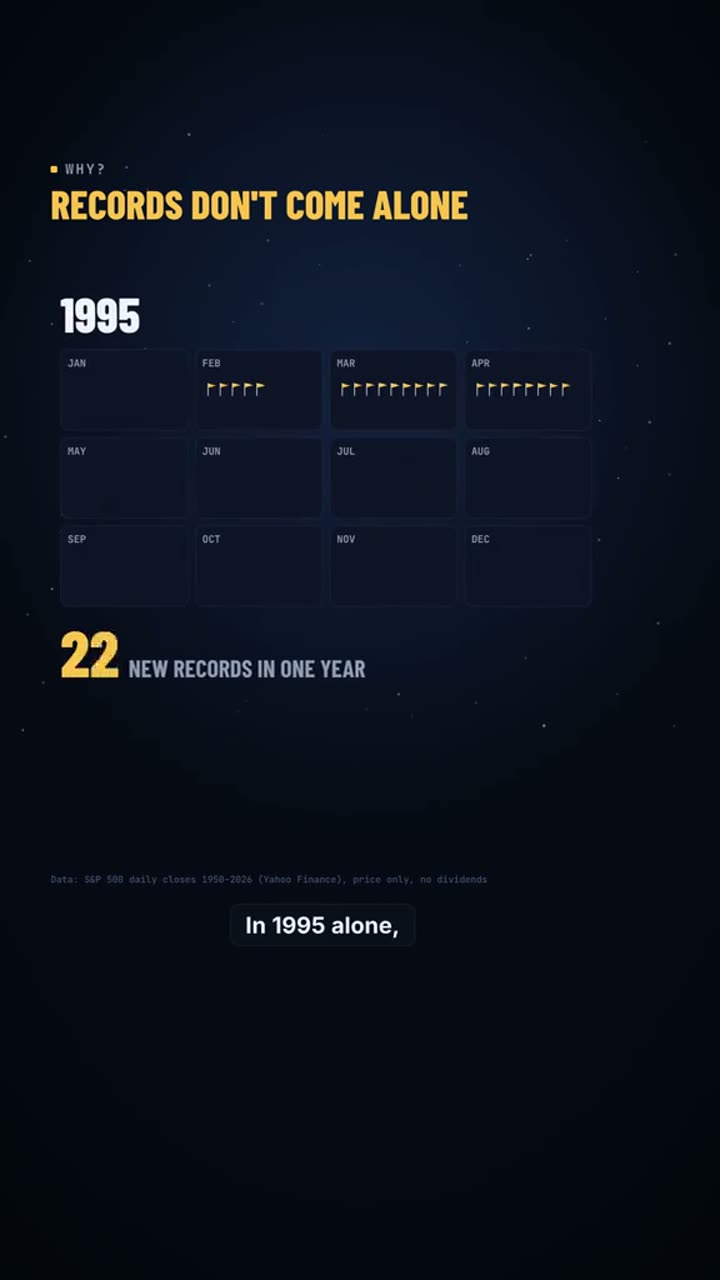 WHY?
RECORDS DON'T COME ALONE
1995
JAN FEB MAR APR
MAY JUN JUL AUG
SEP OCT NOV DEC
22 NEW RECORDS IN ONE YEAR
Data: S&P 500 daily closes 1950-2026 (Yahoo Finance), price only, no dividends
In 1995 alone,